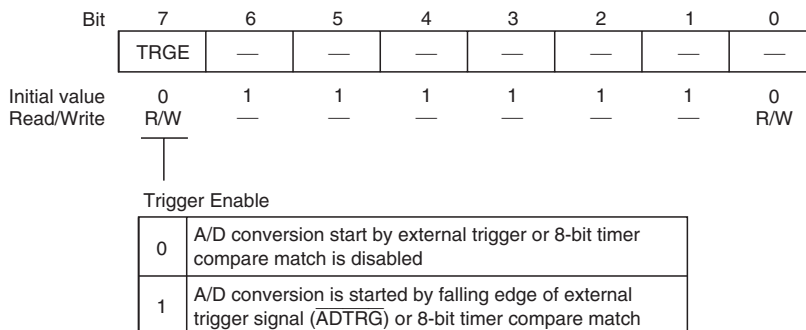 Bit 7 6 5 4 3 2 1 0
TRGE — — — — — — —
Initial value 0 1 1 1 1 1 1 0
Read/Write R/W — — — — — — R/W
Trigger Enable
0 A/D conversion start by external trigger or 8-bit timer
compare match is disabled
1 A/D conversion is started by falling edge of external
trigger signal (ADTRG) or 8-bit timer compare match